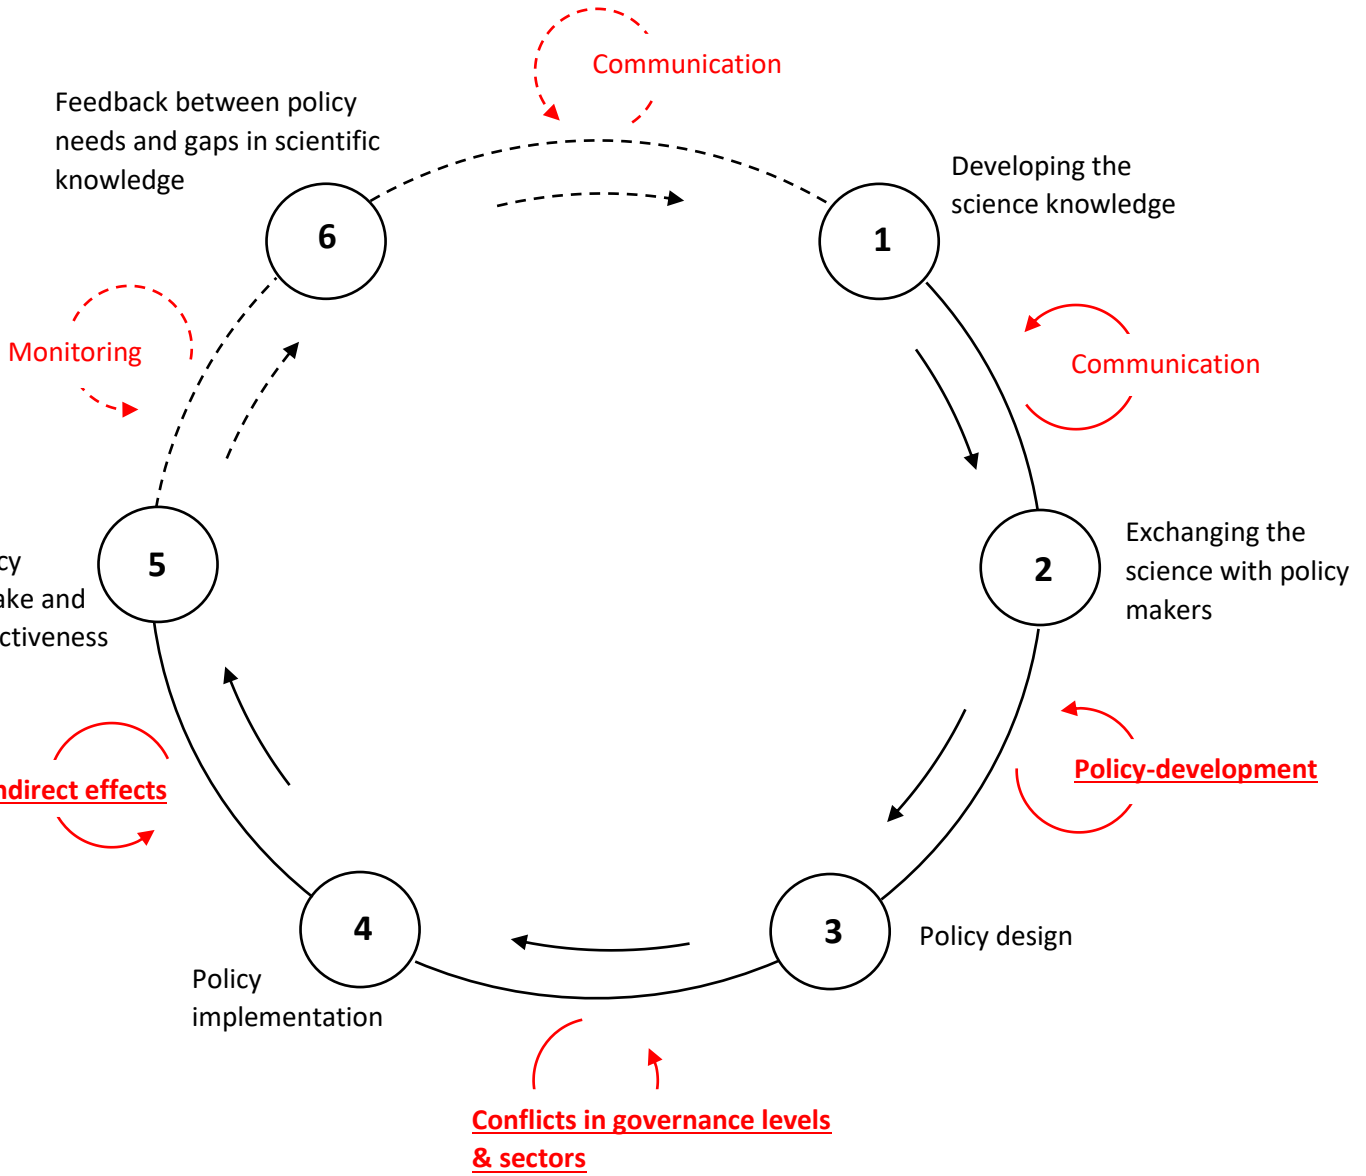 Communication
Feedback between policy
needs and gaps in scientific
knowledge
Developing the
science knowledge
6
1
Monitoring
Communication
5
cy
ake and
ctiveness
2
Exchanging the
science with policy
makers
ndirect effects
Policy-development
4
3
Policy design
Policy
implementation
Conflicts in governance levels
& sectors